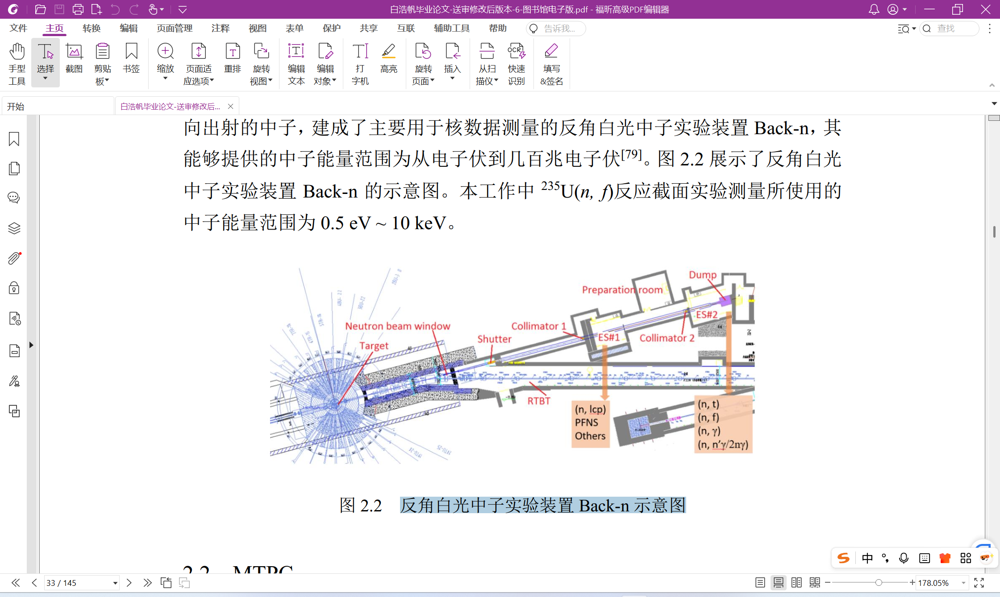 白浩帆毕业论文-送审修改后版本-6-图书馆电子版.pdf - 福昕高级PDF编辑器
文件 主页 转换 编辑 页面管理 注释 视图 表单 保护 共享 互联 辅助工具 帮助 告诉我... 查找
手型工具 选择 截图 剪贴板 书签 缩放 页面适应选项 重排 旋转视图 编辑文本 编辑对象 打字机 高亮 旋转页面 插入 从扫描仪 快速识别 填写&签名
开始 白浩帆毕业论文-送审修改后...
向出射的中子，建成了主要用于核数据测量的反角白光中子实验装置 Back-n，其
能够提供的中子能量范围为从电子伏到几百兆电子伏[79]。图 2.2 展示了反角白光
中子实验装置 Back-n 的示意图。本工作中 235U(n, f)反应截面实验测量所使用的
中子能量范围为 0.5 eV ~ 10 keV。
Dump
Preparation room
ES#2
Neutron beam window
Collimator 1
Shutter
ES#1
Collimator 2
Target
RTBT
(n, lcp)
PFNS
Others
(n, t)
(n, f)
(n, γ)
(n, n’γ/2nγ)
图 2.2 反角白光中子实验装置 Back-n 示意图
2.2 MTPC
中
33 / 145
178.05%